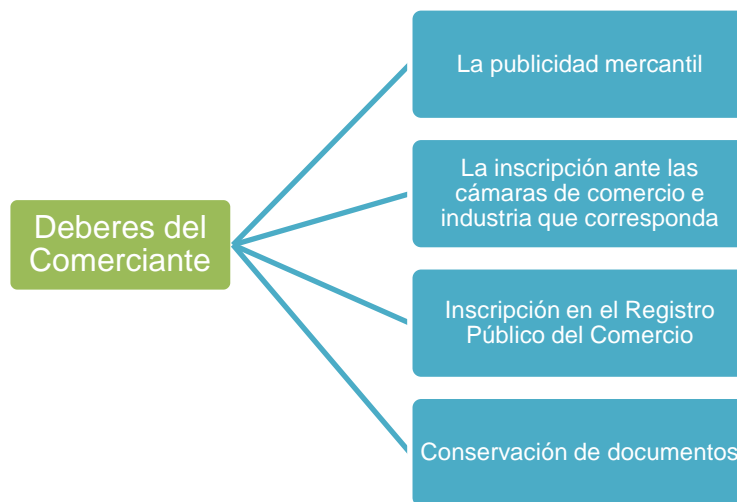 Deberes del
Comerciante
La publicidad mercantil
La inscripción ante las
cámaras de comercio e
industria que corresponda
Inscripción en el Registro
Público del Comercio
Conservación de documentos